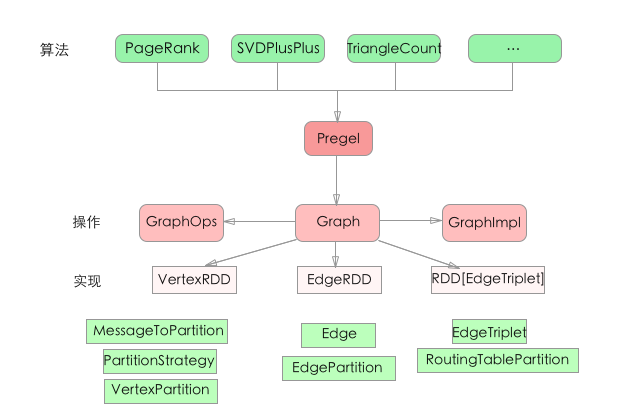 算法
PageRank
SVDPlusPlus
TriangleCount
...
Pregel
操作
GraphOps
Graph
GraphImpl
实现
VertexRDD
EdgeRDD
RDD[EdgeTriplet]
MessageToPartition
Edge
EdgeTriplet
PartitionStrategy
EdgePartition
RoutingTablePartition
VertexPartition